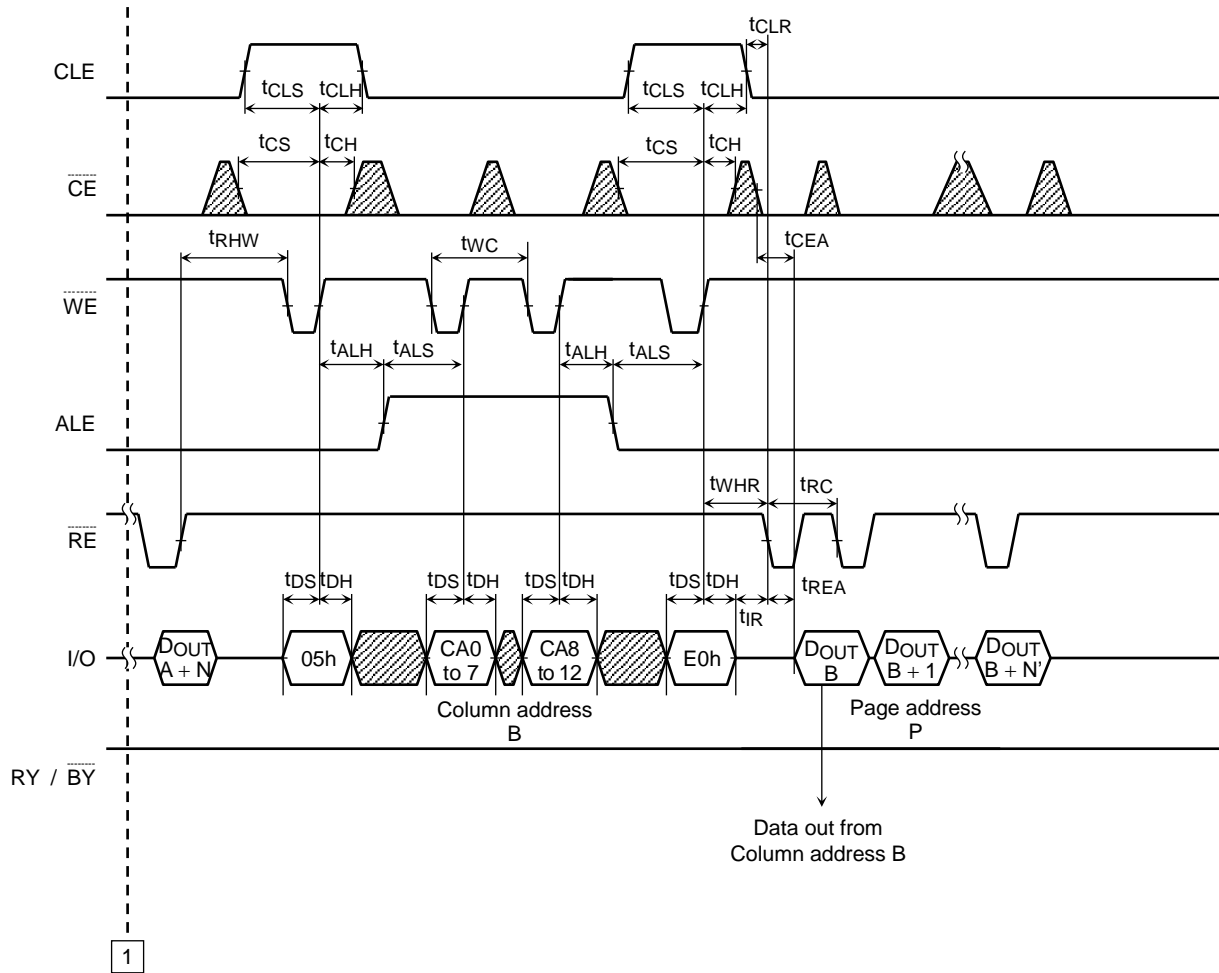 tCLR
CLE
tCLS tCLH tCLS tCLH
tCS tCH tCS tCH
CE
tCEA
tRHW tWC
WE
tALH tALS tALH tALS
ALE
tWHR tRC
RE
tDS tDH tDS tDH tDS tDH tDS tDH tREA
tIR
I/O
DOUT
A + N
05h
CA0
to 7
CA8
to 12
E0h
DOUT
B
DOUT
B + 1
DOUT
B + N’
Column address
B
Page address
P
RY / BY
Data out from
Column address B
1